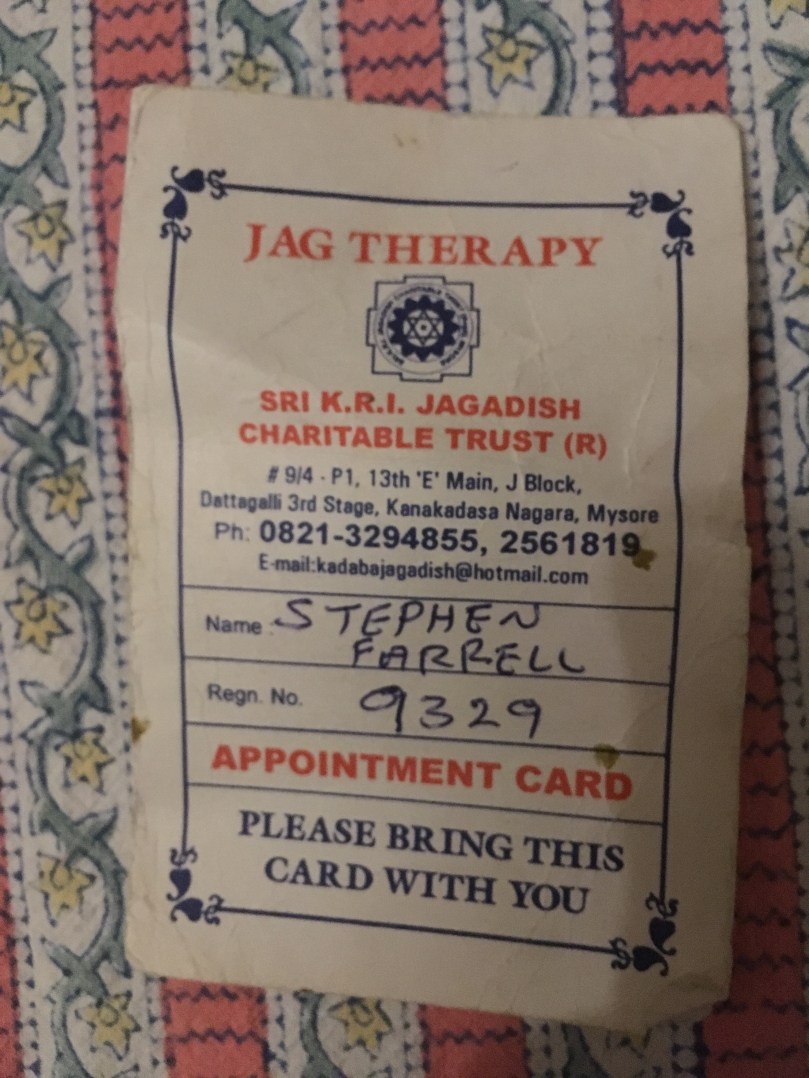 JAG THERAPY
SRI K.R.I. JAGADISH
CHARITABLE TRUST (R)
# 9/4 - P1, 13th 'E' Main, J Block,
Dattagalli 3rd Stage, Kanakadasa Nagara, Mysore
Ph: 0821-3294855, 2561819
E-mail:kadabajagadish@hotmail.com
Name . STEPHEN
FARRELL
Regn. No. 9329
APPOINTMENT CARD
PLEASE BRING THIS
CARD WITH YOU